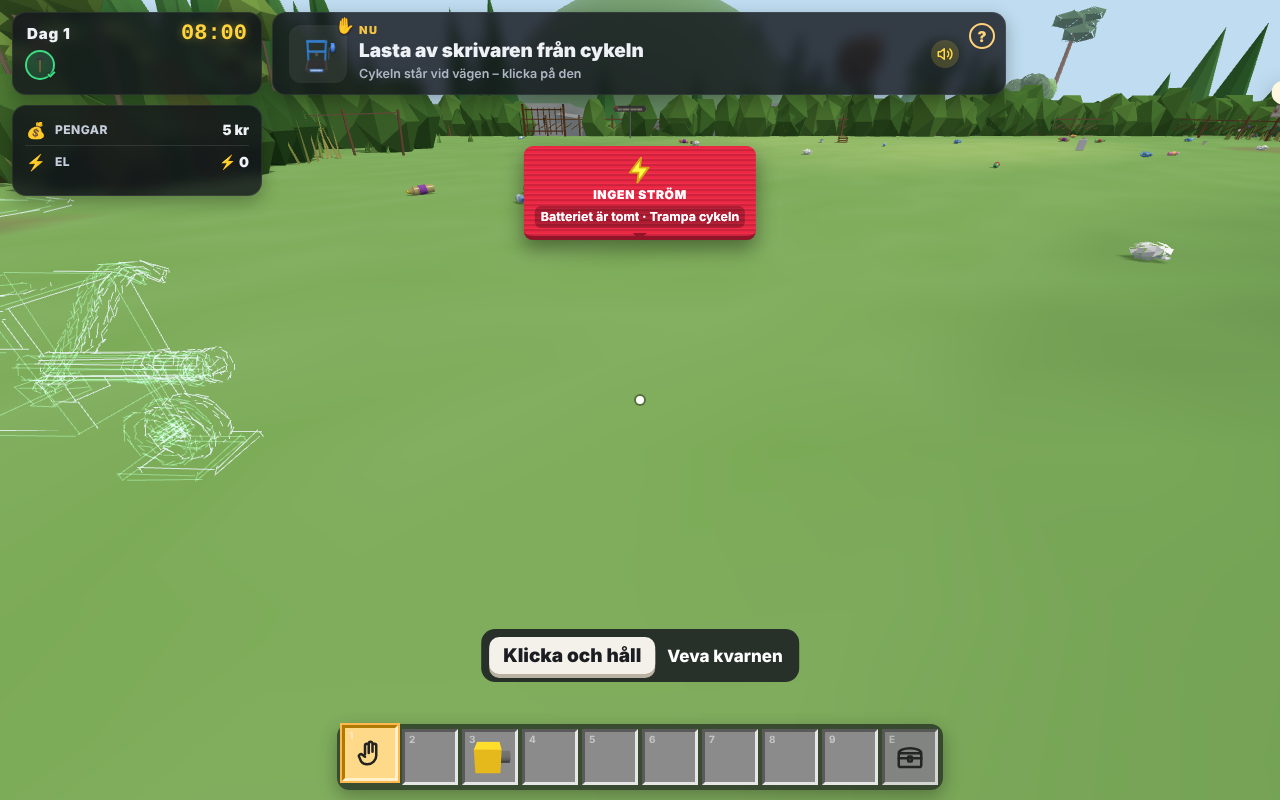 Dag 1
08:00
NU
Lasta av skrivaren från cykeln
Cykeln står vid vägen – klicka på den
?
PENGAR
5 kr
EL
0
INGEN STRÖM
Batteriet är tomt · Trampa cykeln
Klicka och håll
Veva kvarnen
1
2
3
4
5
6
7
8
9
E